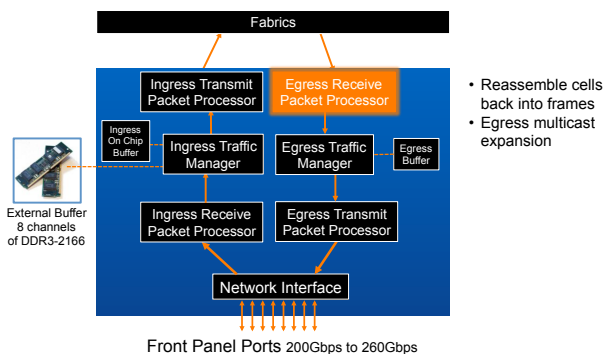 Fabrics
Ingress Transmit
Packet Processor
Egress Receive
Packet Processor
• Reassemble cells
back into frames
• Egress multicast
expansion
Ingress
On Chip
Buffer
Ingress Traffic
Manager
Egress Traffic
Manager
Egress
Buffer
External Buffer
8 channels
of DDR3-2166
Ingress Receive
Packet Processor
Egress Transmit
Packet Processor
Network Interface
Front Panel Ports 200Gbps to 260Gbps